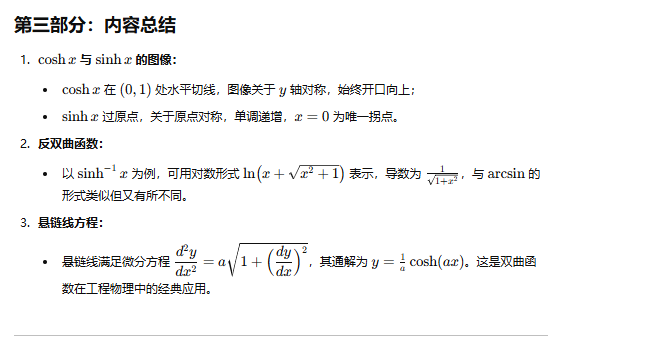 第三部分：内容总结
1. cosh x 与 sinh x 的图像：
• cosh x 在 (0, 1) 处水平切线，图像关于 y 轴对称，始终开口向上；
• sinh x 过原点，关于原点对称，单调递增，x = 0 为唯一拐点。
2. 反双曲函数：
• 以 sinh⁻¹ x 为例，可用对数形式 ln(x + √(x² + 1)) 表示，导数为 1/√(1+x²)，与 arcsin 的
形式类似但又有所不同。
3. 悬链线方程：
• 悬链线满足微分方程 d²y/dx² = a√(1 + (dy/dx)²)，其通解为 y = 1/a cosh(ax)。这是双曲函
数在工程物理中的经典应用。